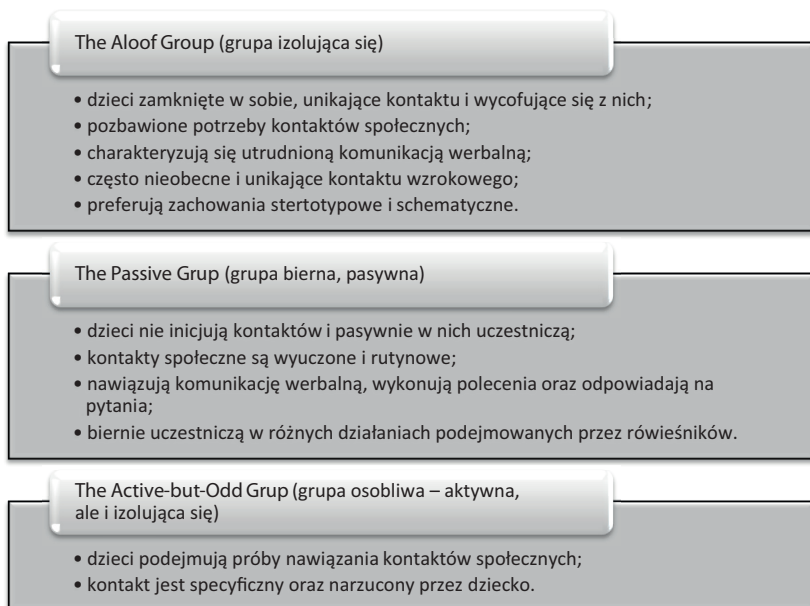 The Aloof Group (grupa izolująca się)
• dzieci zamknięte w sobie, unikające kontaktu i wycofujące się z nich;
• pozbawione potrzeby kontaktów społecznych;
• charakteryzują się utrudnioną komunikacją werbalną;
• często nieobecne i unikające kontaktu wzrokowego;
• preferują zachowania stertotypowe i schematyczne.
The Passive Grup (grupa bierna, pasywna)
• dzieci nie inicjują kontaktów i pasywnie w nich uczestniczą;
• kontakty społeczne są wyuczone i rutynowe;
• nawiązują komunikację werbalną, wykonują polecenia oraz odpowiadają na
pytania;
• biernie uczestniczą w różnych działaniach podejmowanych przez rówieśników.
The Active-but-Odd Grup (grupa osobliwa – aktywna,
ale i izolująca się)
• dzieci podejmują próby nawiązania kontaktów społecznych;
• kontakt jest specyficzny oraz narzucony przez dziecko.